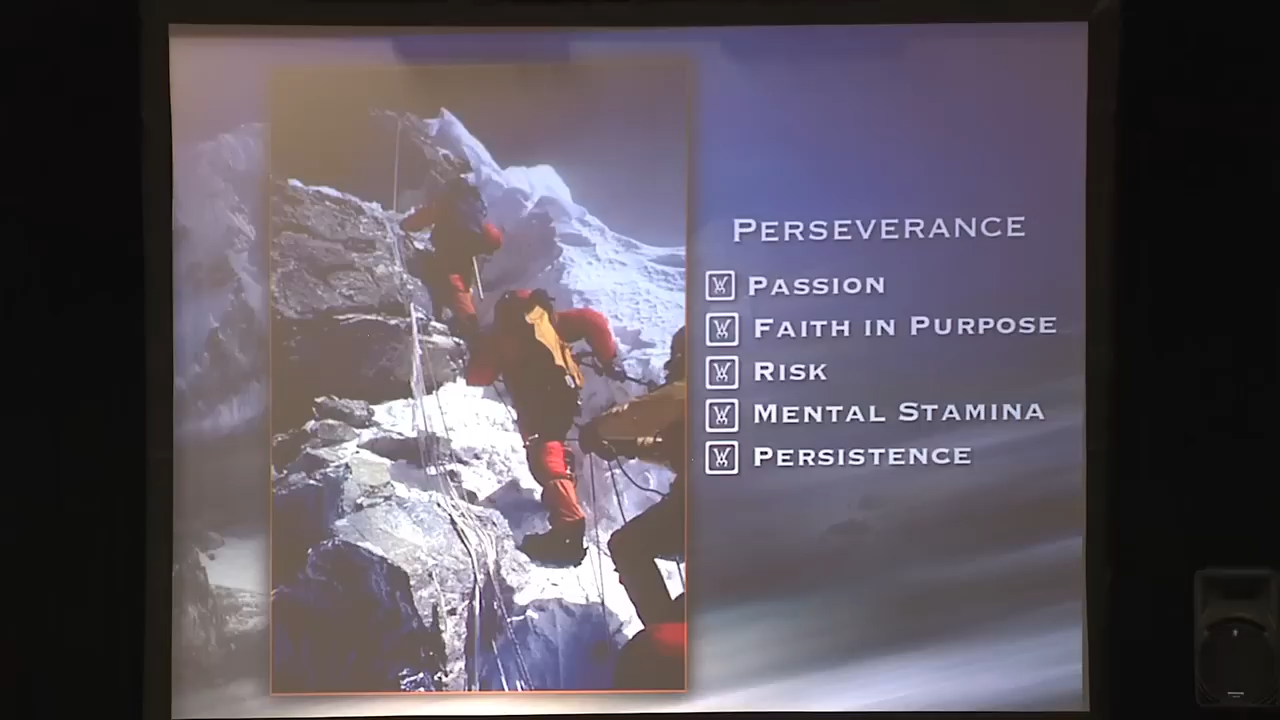 PERSEVERANCE
PASSION
FAITH IN PURPOSE
RISK
MENTAL STAMINA
PERSISTENCE